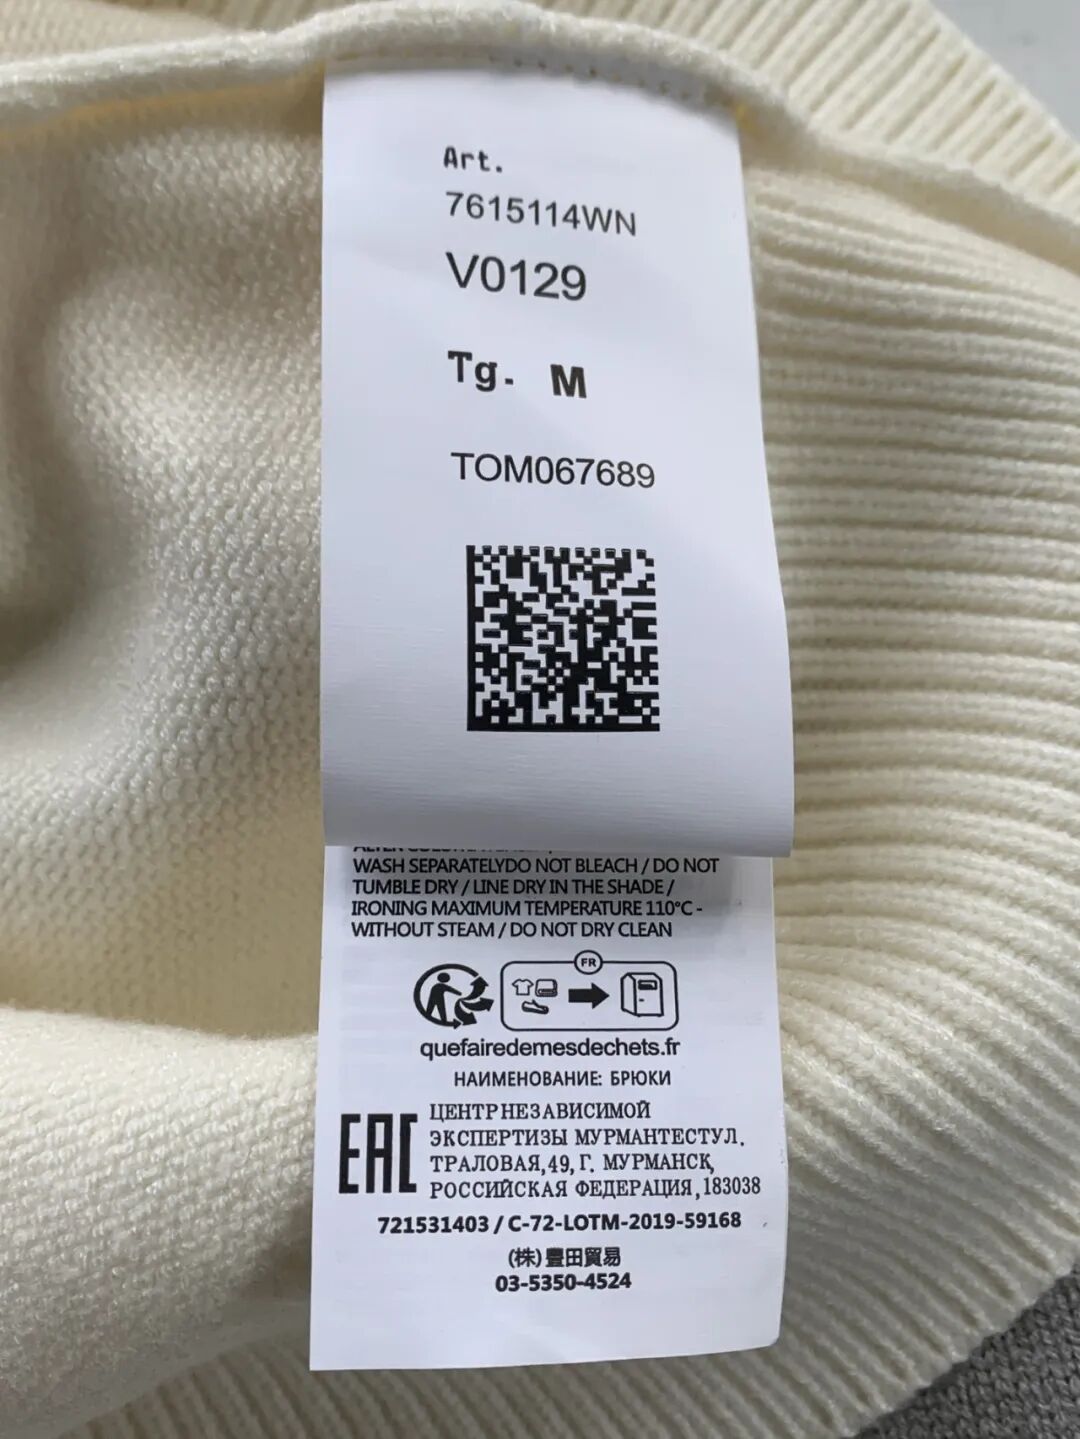 Art.
7615114WN
V0129
Tg. M
TOM067689
WASH SEPARATELYDO NOT BLEACH / DO NOT
TUMBLE DRY / LINE DRY IN THE SHADE /
IRONING MAXIMUM TEMPERATURE 110°C -
WITHOUT STEAM / DO NOT DRY CLEAN
FR
quefairedemesdechets.fr
НАИМЕНОВАНИЕ: БРЮКИ
EAC
ЦЕНТР НЕЗАВИСИМОЙ
ЭКСПЕРТИЗЫ МУРМАНТЕСТУЛ.
ТРАЛОВАЯ,49, Г. МУРМАНСК,
РОССИЙСКАЯ ФЕДЕРАЦИЯ,183038
721531403 / C-72-LOTM-2019-59168
(株)豊田貿易
03-5350-4524